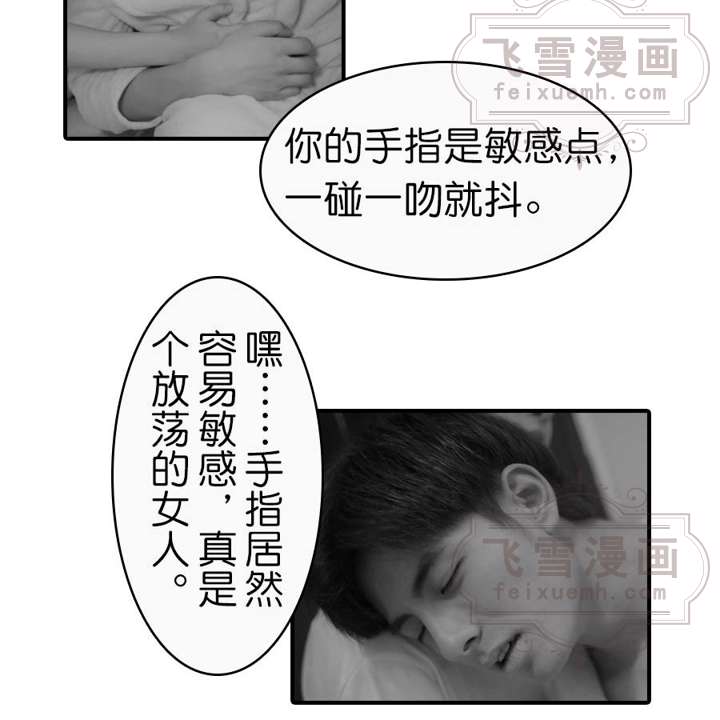 飞雪漫画
feixuemh.com
你的手指是敏感点，
一碰一吻就抖。
嘿……手指居然
容易敏感，真是
个放荡的女人。
飞雪漫画
feixuemh.com